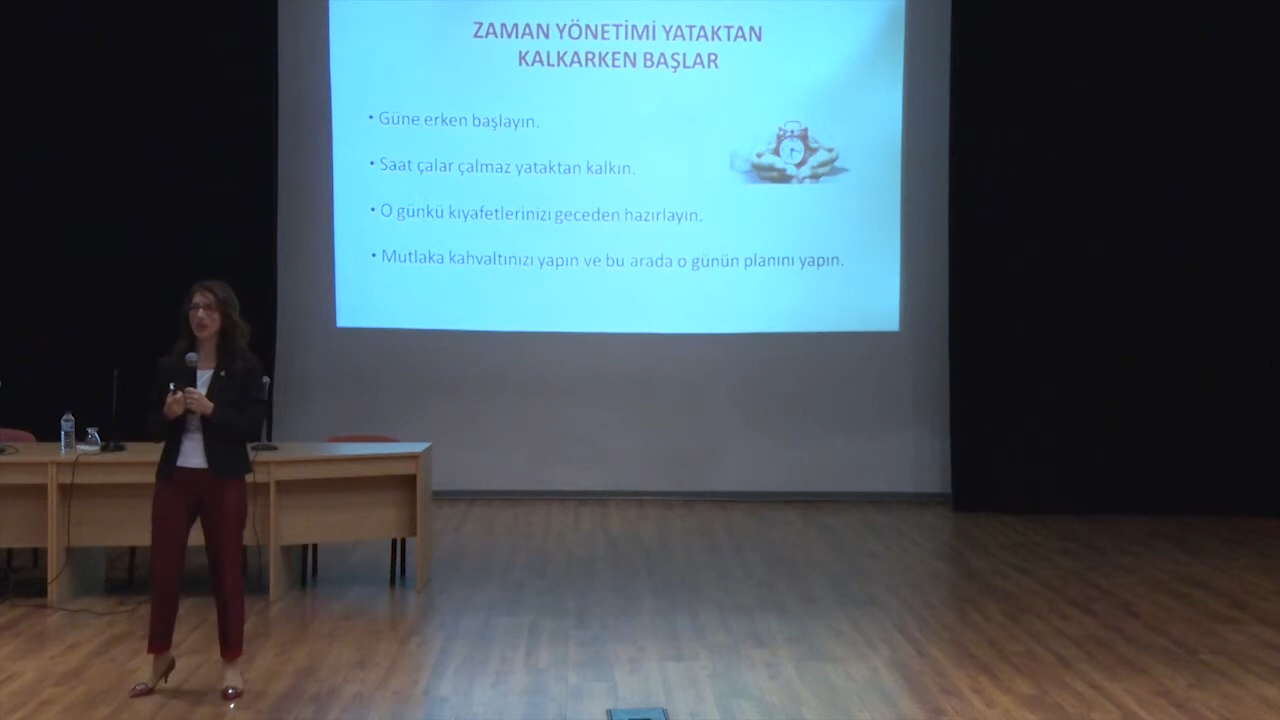 ZAMAN YÖNETİMİ YATAKTAN
KALKARKEN BAŞLAR
• Güne erken başlayın.
• Saat çalar çalmaz yataktan kalkın.
• O günkü kıyafetlerinizi geceden hazırlayın.
• Mutlaka kahvaltınızı yapın ve bu arada o günün planını yapın.